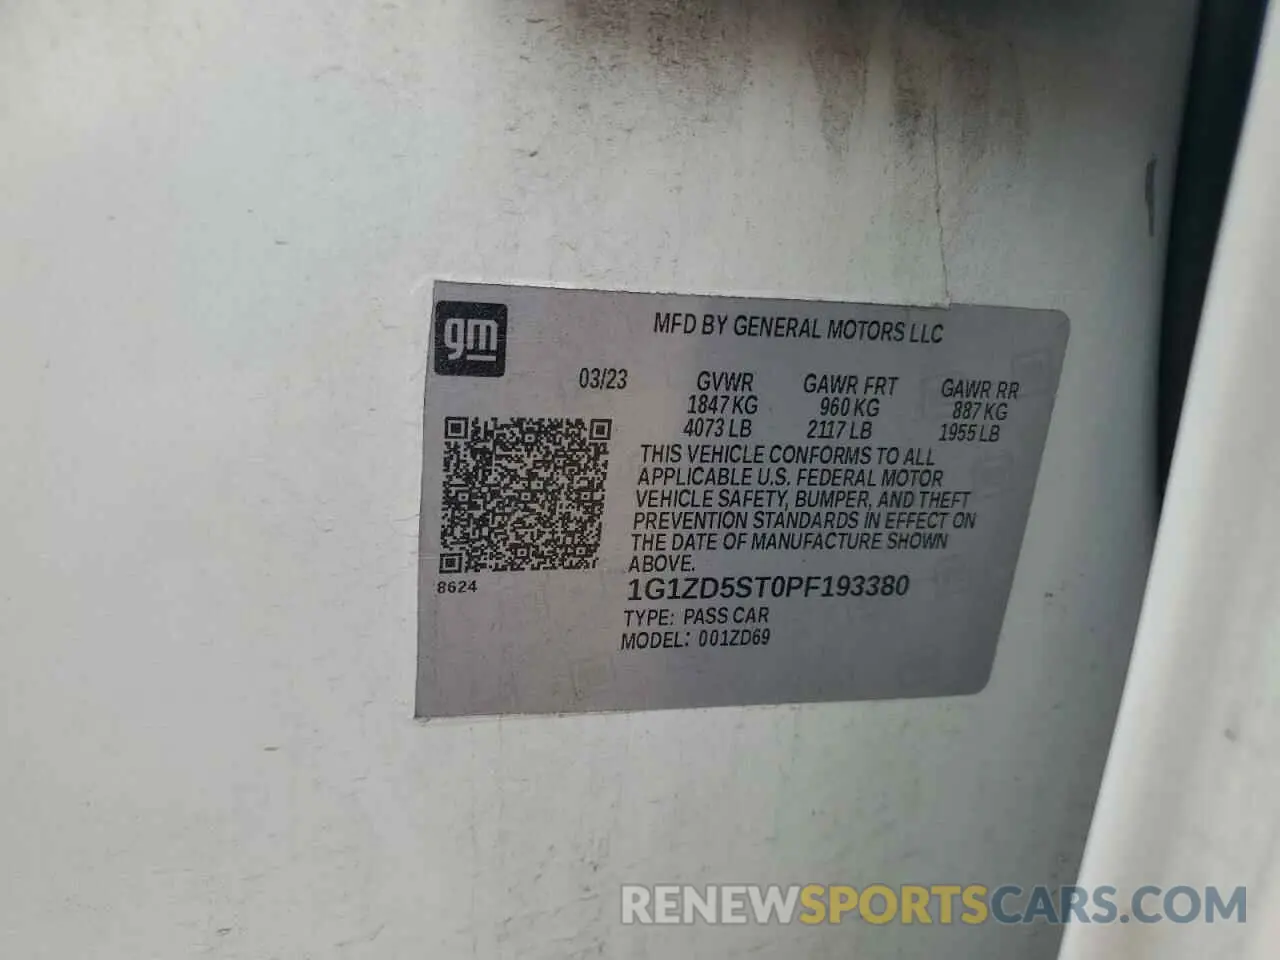 gm
MFD BY GENERAL MOTORS LLC
03/23 GVWR GAWR FRT GAWR RR
1847 KG 960 KG 887 KG
4073 LB 2117 LB 1955 LB
THIS VEHICLE CONFORMS TO ALL
APPLICABLE U.S. FEDERAL MOTOR
VEHICLE SAFETY, BUMPER, AND THEFT
PREVENTION STANDARDS IN EFFECT ON
THE DATE OF MANUFACTURE SHOWN
ABOVE.
8624
1G1ZD5ST0PF193380
TYPE: PASS CAR
MODEL: 001ZD69
RENEWSPORTSCARS.COM